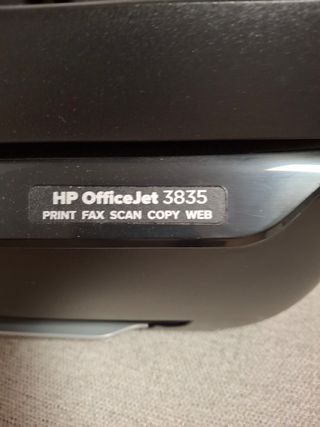 HP OfficeJet 3835
PRINT FAX SCAN COPY WEB